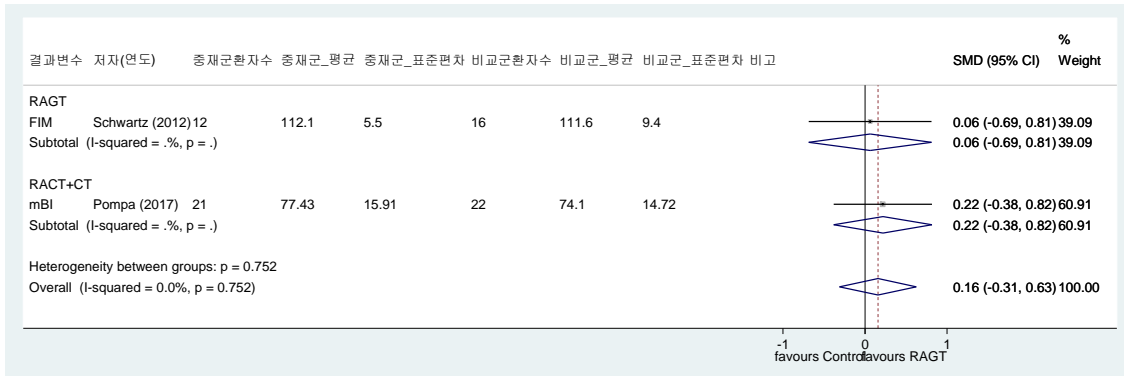 %
결과변수 저자(연도) 중재군환자수 중재군_평균 중재군_표준편차 비교군환자수 비교군_평균 비교군_표준편차 비고 SMD (95% CI) Weight
RAGT
FIM Schwartz (2012) 12 112.1 5.5 16 111.6 9.4 0.06 (-0.69, 0.81) 39.09
Subtotal (I-squared = .%, p = .) 0.06 (-0.69, 0.81) 39.09
RACT+CT
mBI Pompa (2017) 21 77.43 15.91 22 74.1 14.72 0.22 (-0.38, 0.82) 60.91
Subtotal (I-squared = .%, p = .) 0.22 (-0.38, 0.82) 60.91
Heterogeneity between groups: p = 0.752
Overall (I-squared = 0.0%, p = 0.752) 0.16 (-0.31, 0.63) 100.00
-1 0 1
favours Control favours RAGT